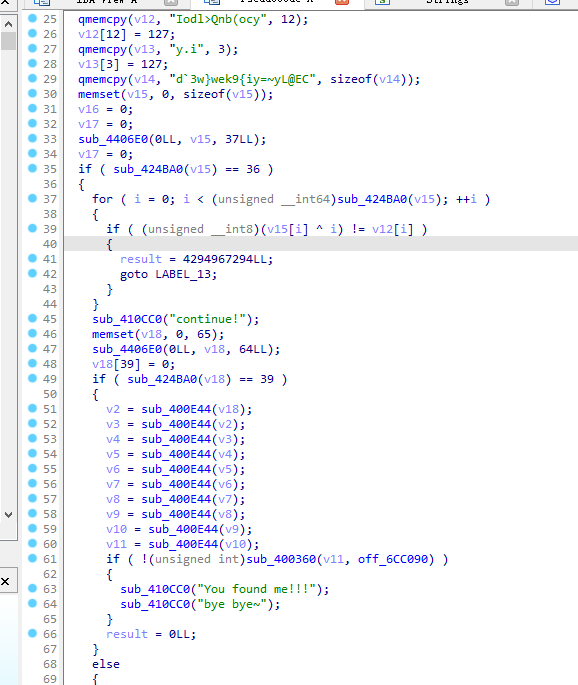 25 qmemcpy(v12, "Iodl>Qnb(ocy", 12);
26 v12[12] = 127;
27 qmemcpy(v13, "y.i", 3);
28 v13[3] = 127;
29 qmemcpy(v14, "d`3w}wek9{iy=~yL@EC", sizeof(v14));
30 memset(v15, 0, sizeof(v15));
31 v16 = 0;
32 v17 = 0;
33 sub_4406E0(0LL, v15, 37LL);
34 v17 = 0;
35 if ( sub_424BA0(v15) == 36 )
36 {
37 for ( i = 0; i < (unsigned __int64)sub_424BA0(v15); ++i )
38 {
39 if ( (unsigned __int8)(v15[i] ^ i) != v12[i] )
40 {
41 result = 4294967294LL;
42 goto LABEL_13;
43 }
44 }
45 sub_410CC0("continue!");
46 memset(v18, 0, 65);
47 sub_4406E0(0LL, v18, 64LL);
48 v18[39] = 0;
49 if ( sub_424BA0(v18) == 39 )
50 {
51 v2 = sub_400E44(v18);
52 v3 = sub_400E44(v2);
53 v4 = sub_400E44(v3);
54 v5 = sub_400E44(v4);
55 v6 = sub_400E44(v5);
56 v7 = sub_400E44(v6);
57 v8 = sub_400E44(v7);
58 v9 = sub_400E44(v8);
59 v10 = sub_400E44(v9);
60 v11 = sub_400E44(v10);
61 if ( !(unsigned int)sub_400360(v11, off_6CC090) )
62 {
63 sub_410CC0("You found me!!!");
64 sub_410CC0("bye bye~");
65 }
66 result = 0LL;
67 }
68 else
69 {